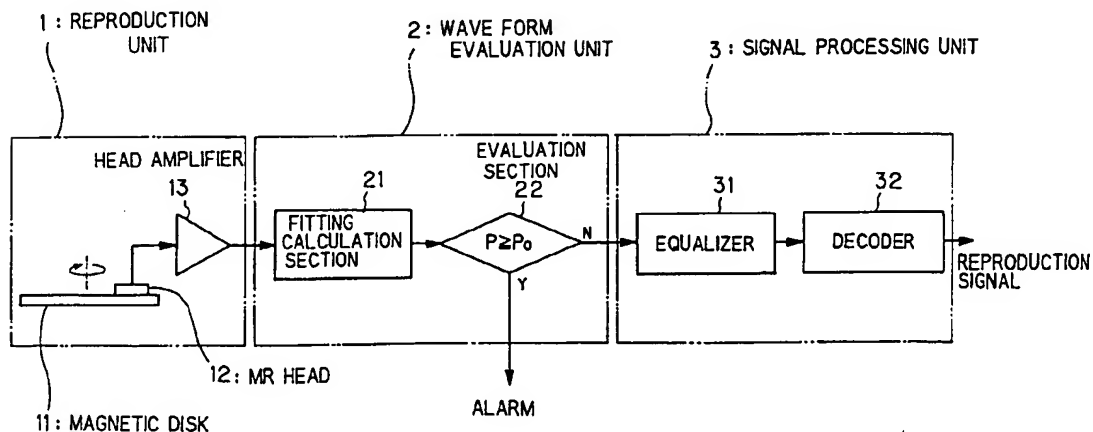 1: REPRODUCTION
UNIT
2: WAVE FORM
EVALUATION UNIT
3: SIGNAL PROCESSING UNIT
HEAD AMPLIFIER
13
21
FITTING
CALCULATION
SECTION
EVALUATION
SECTION
22
P≥P₀
N
Y
31
EQUALIZER
32
DECODER
REPRODUCTION
SIGNAL
12: MR HEAD
11: MAGNETIC DISK
ALARM